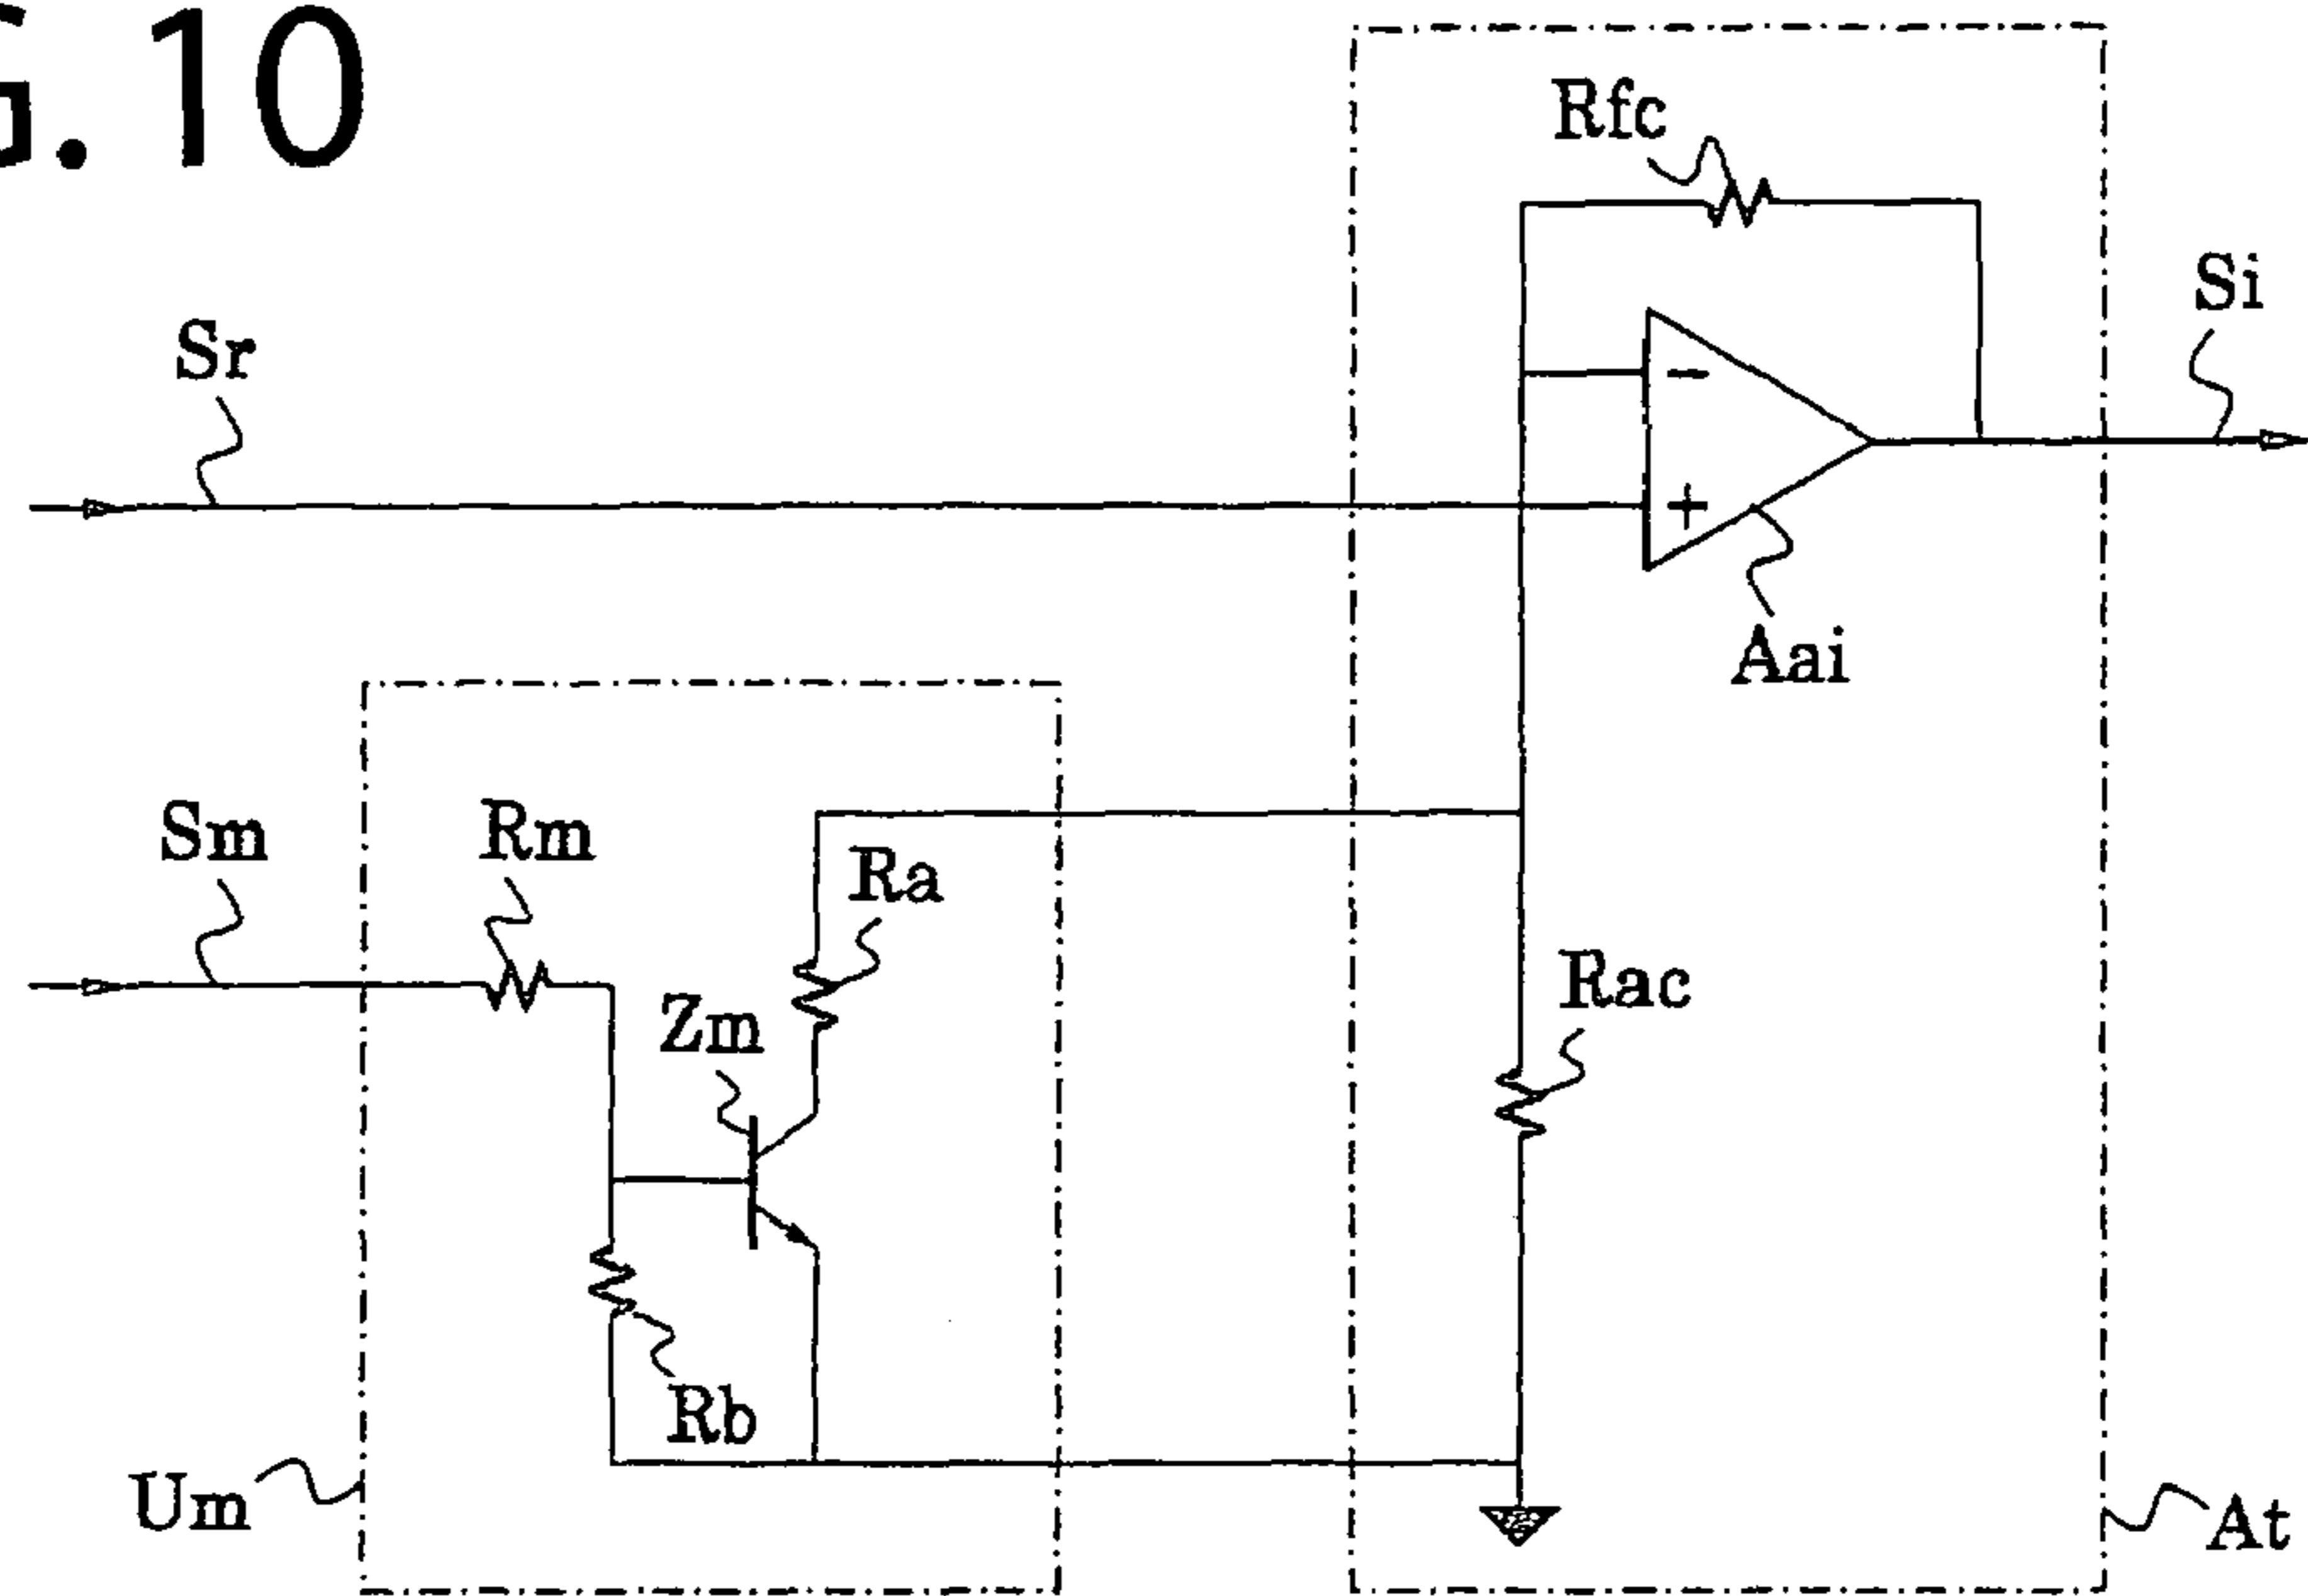 G. 10
Rfc
Si
Sr
-
+
Aai
Sm
Rm
Ra
Rac
Zm
Rb
Um
At